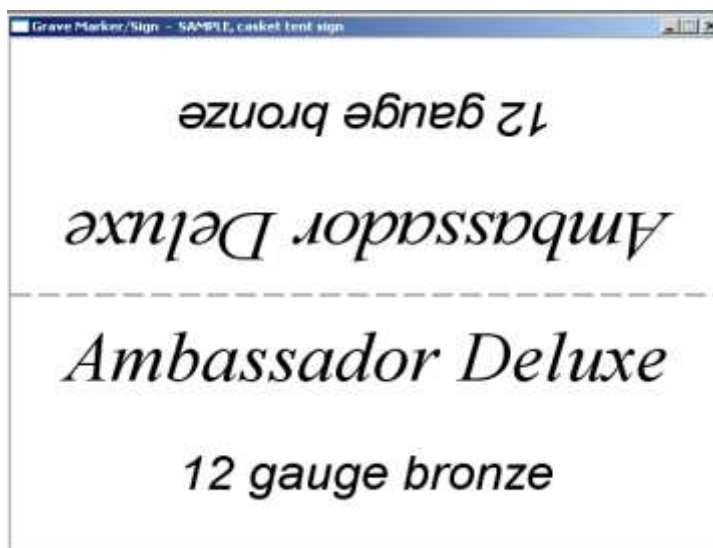 Grave Marker/Sign - SAMPLE, casket tent sign
12 gauge bronze
Ambassador Deluxe
Ambassador Deluxe
12 gauge bronze